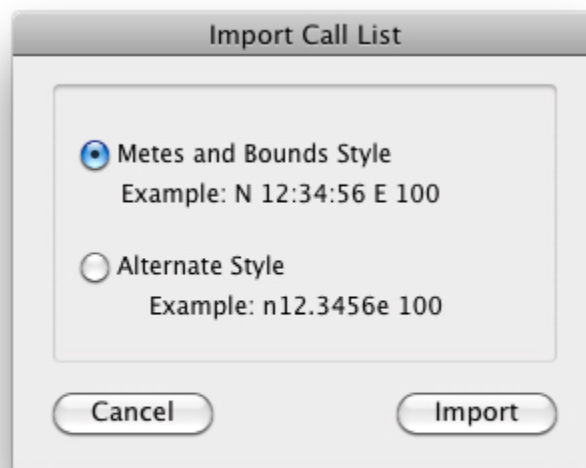 Import Call List
Metes and Bounds Style
Example: N 12:34:56 E 100
Alternate Style
Example: n12.3456e 100
Cancel Import